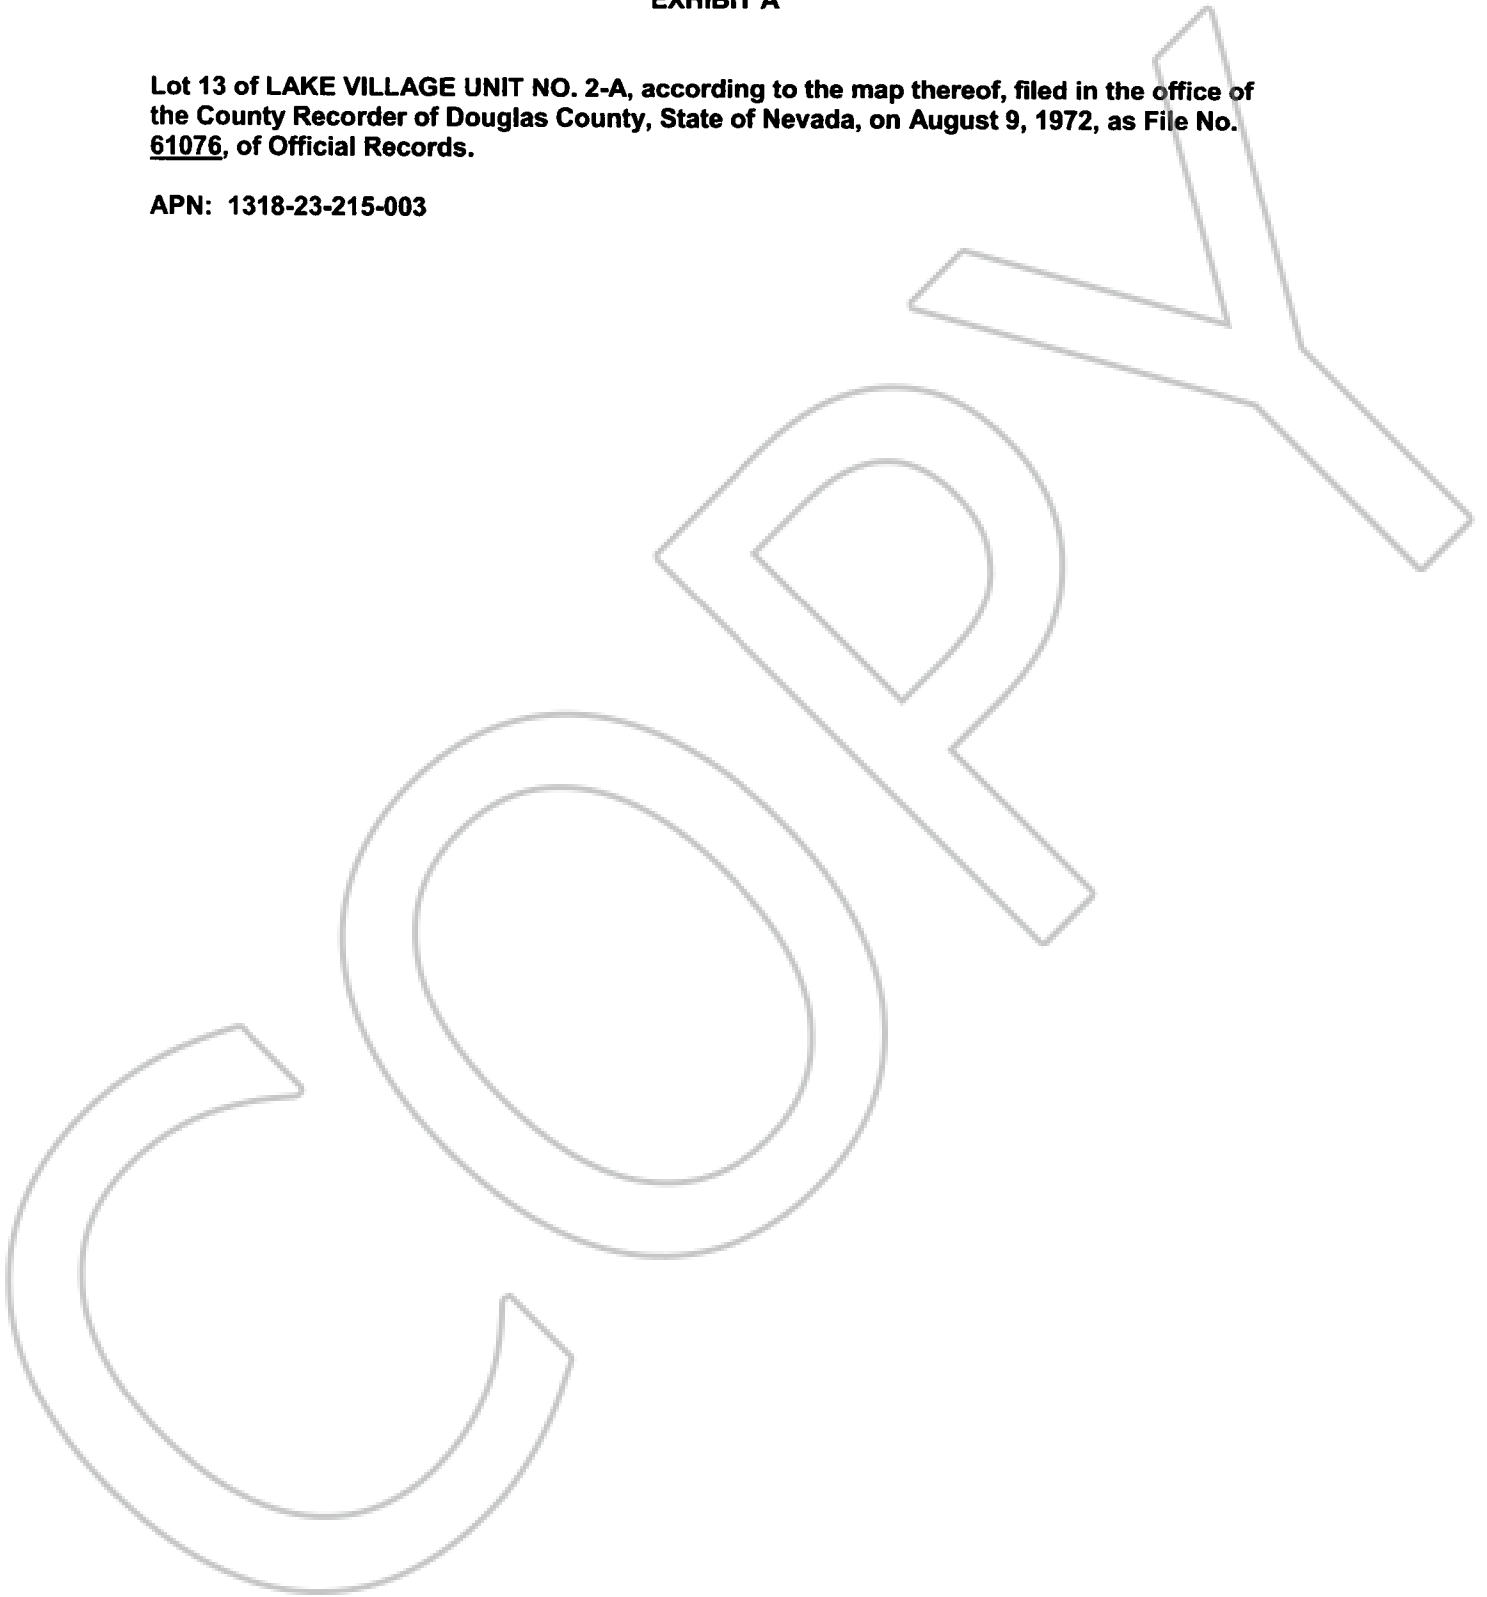 EXHIBIT A
Lot 13 of LAKE VILLAGE UNIT NO. 2-A, according to the map thereof, filed in the office of
the County Recorder of Douglas County, State of Nevada, on August 9, 1972, as File No.
61076, of Official Records.
APN: 1318-23-215-003
COPY